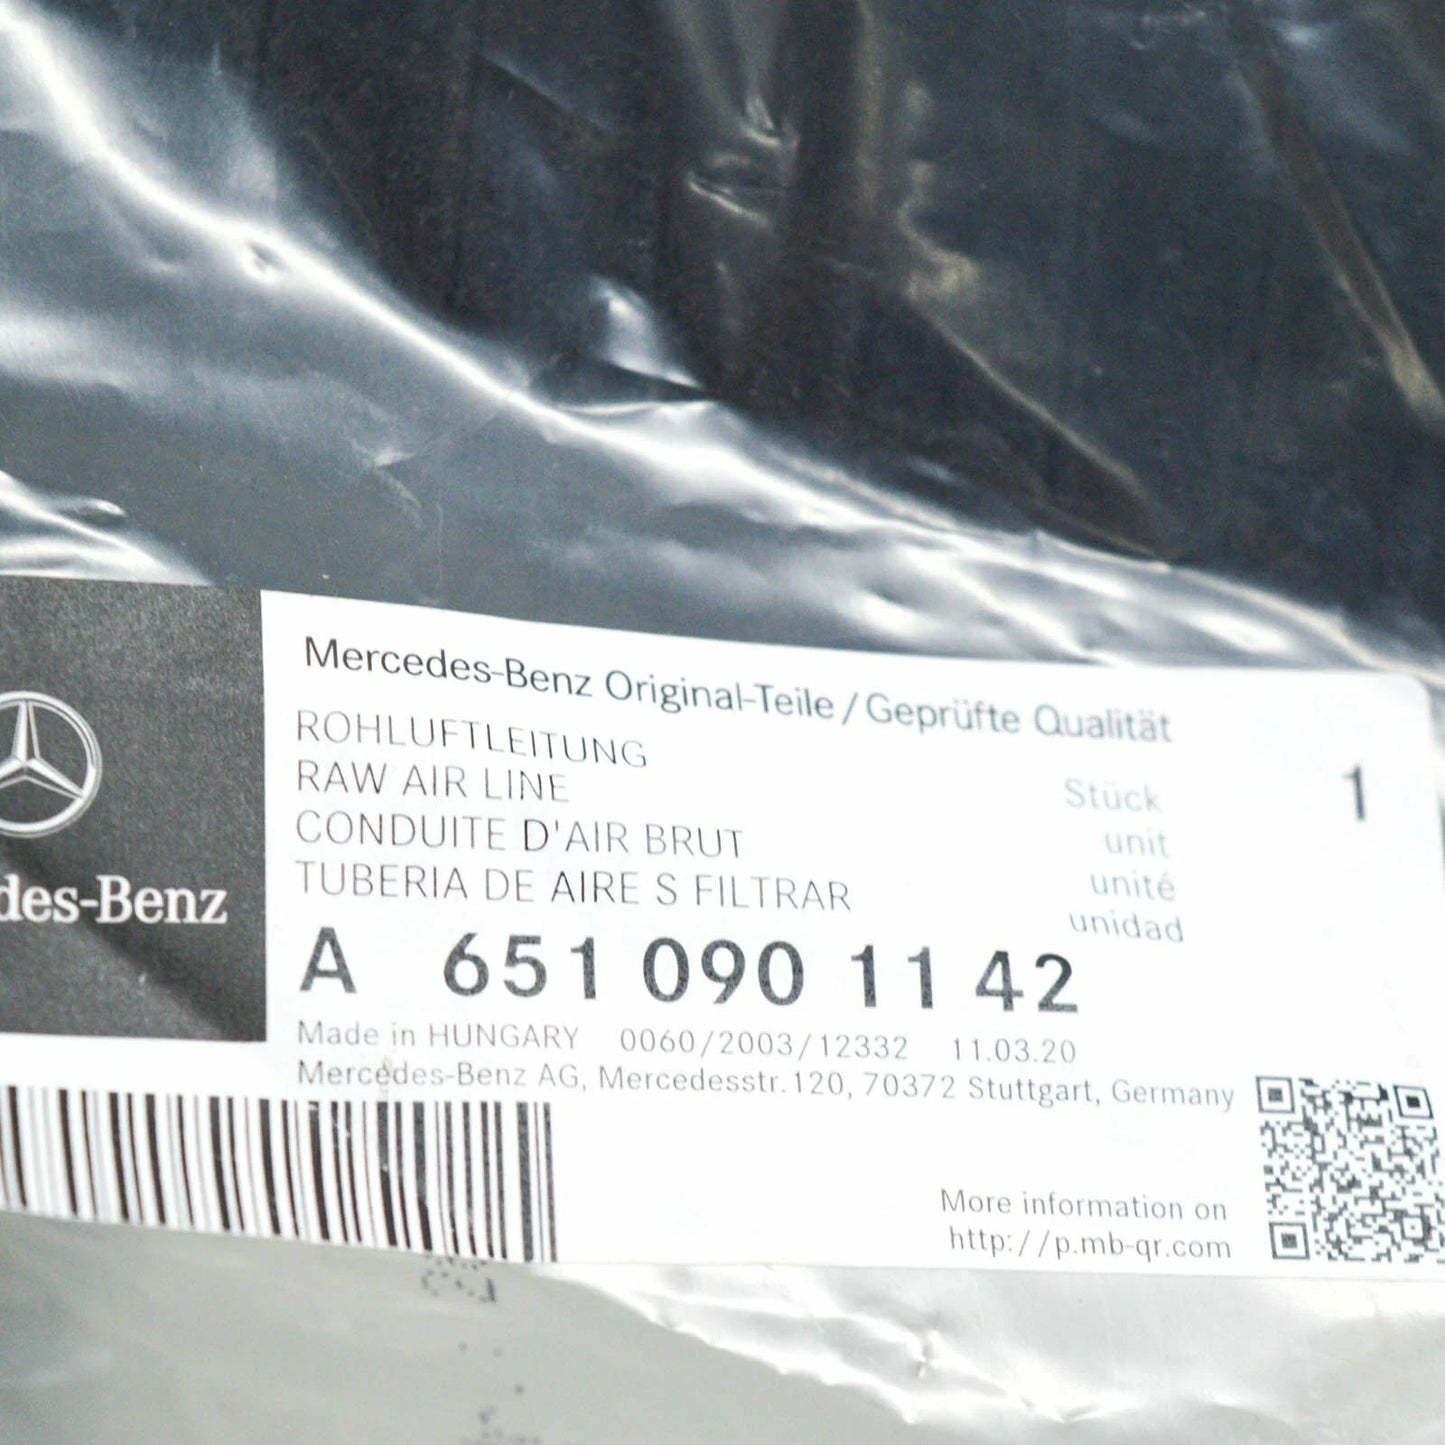 Mercedes-Benz Original-Teile / Geprüfte Qualität
ROHLUFTLEITUNG
RAW AIR LINE
CONDUITE D'AIR BRUT
TUBERIA DE AIRE S FILTRAR
Stück 1
unit
unité
unidad
des-Benz
A 651 090 11 42
Made in HUNGARY 0060/2003/12332 11.03.20
Mercedes-Benz AG, Mercedesstr. 120, 70372 Stuttgart, Germany
More information on
http://p.mb-qr.com